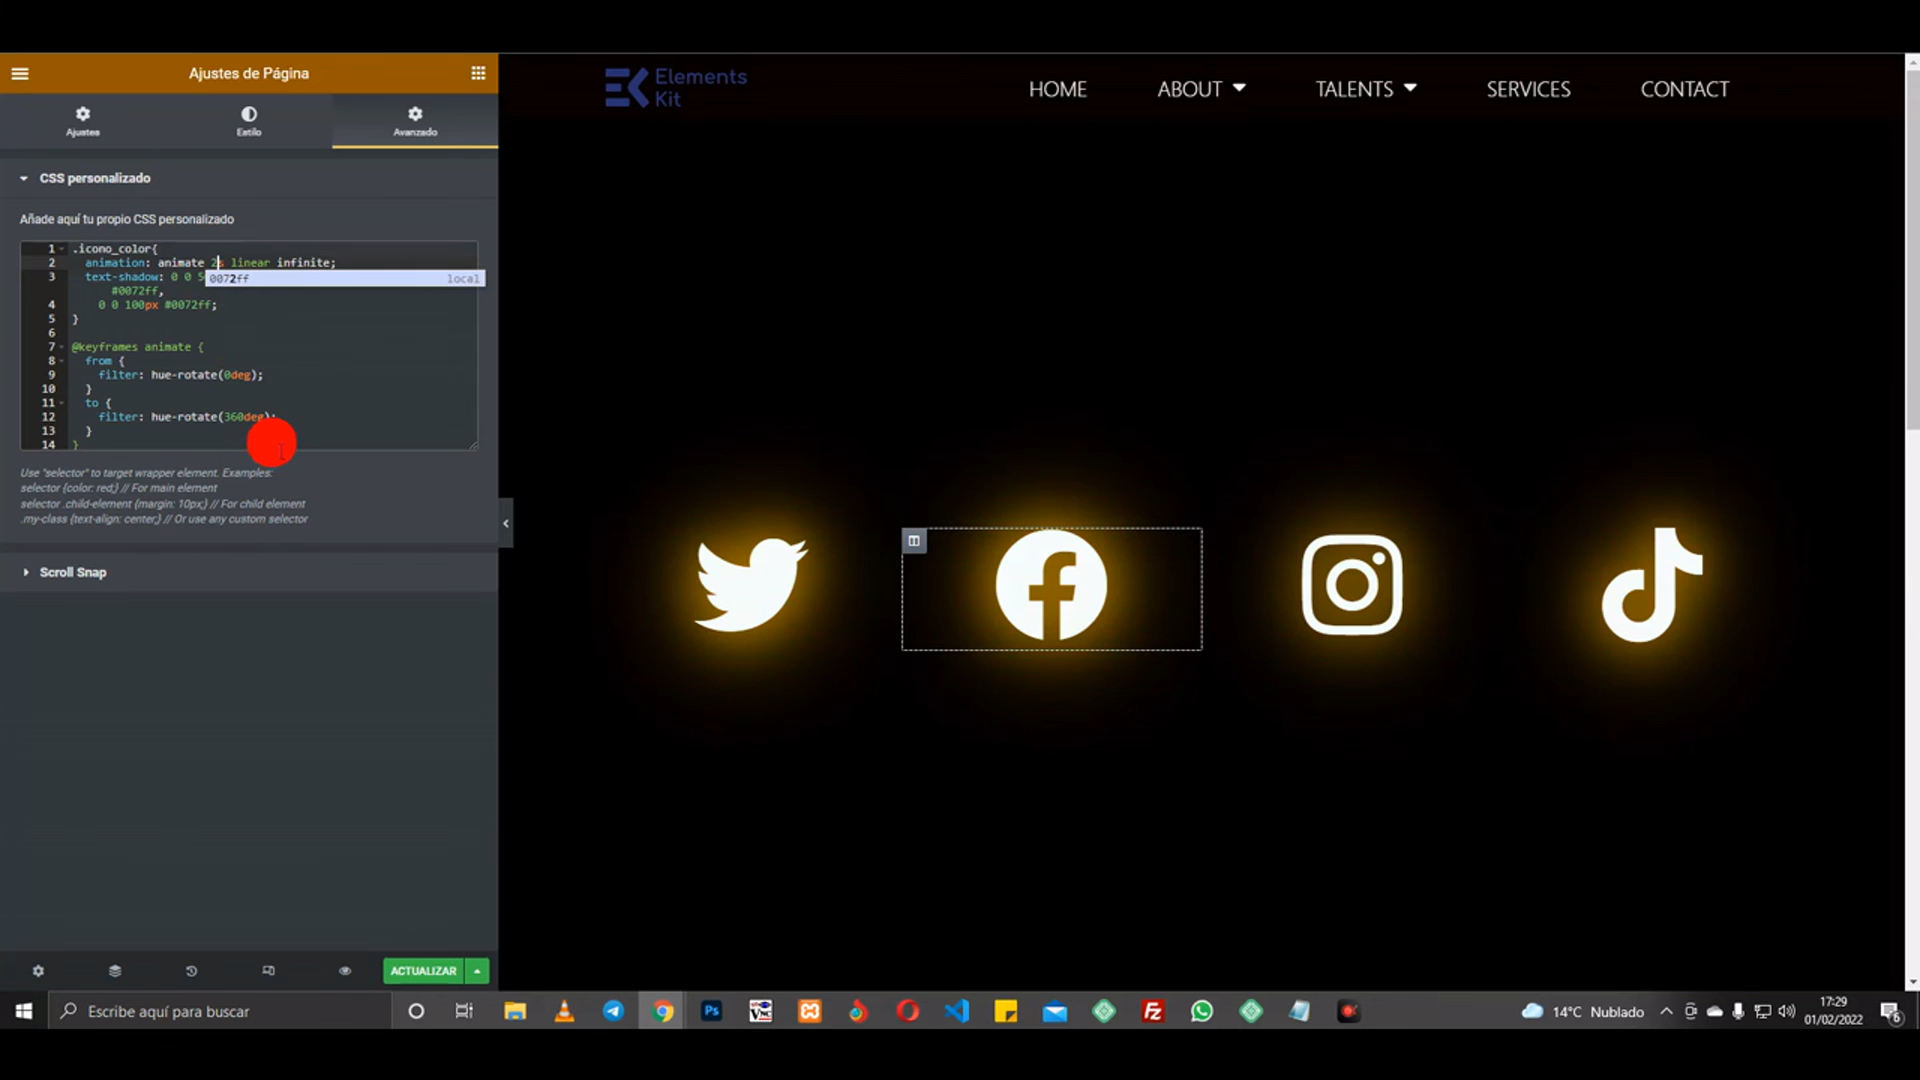 Ajustes de Página
Ajustes
Estilo
Avanzado
CSS personalizado
Añade aquí tu propio CSS personalizado
1 .icono_color{
2 animation: animate 2s linear infinite;
3 text-shadow: 0 0 5
0072ff local
#0072ff,
4 0 0 100px #0072ff;
5 }
6
7 @keyframes animate {
8 from {
9 filter: hue-rotate(0deg);
10 }
11 to {
12 filter: hue-rotate(360deg);
13 }
14 }
Use "selector" to target wrapper element. Examples:
selector {color: red;} // For main element
selector .child-element {margin: 10px;} // For child element
.my-class {text-align: center;} // Or use any custom selector
Scroll Snap
ACTUALIZAR
Elements
Kit
HOME
ABOUT
TALENTS
SERVICES
CONTACT
Escribe aquí para buscar
Ps
VNC
Fz
14°C Nublado
17:29
01/02/2022
6